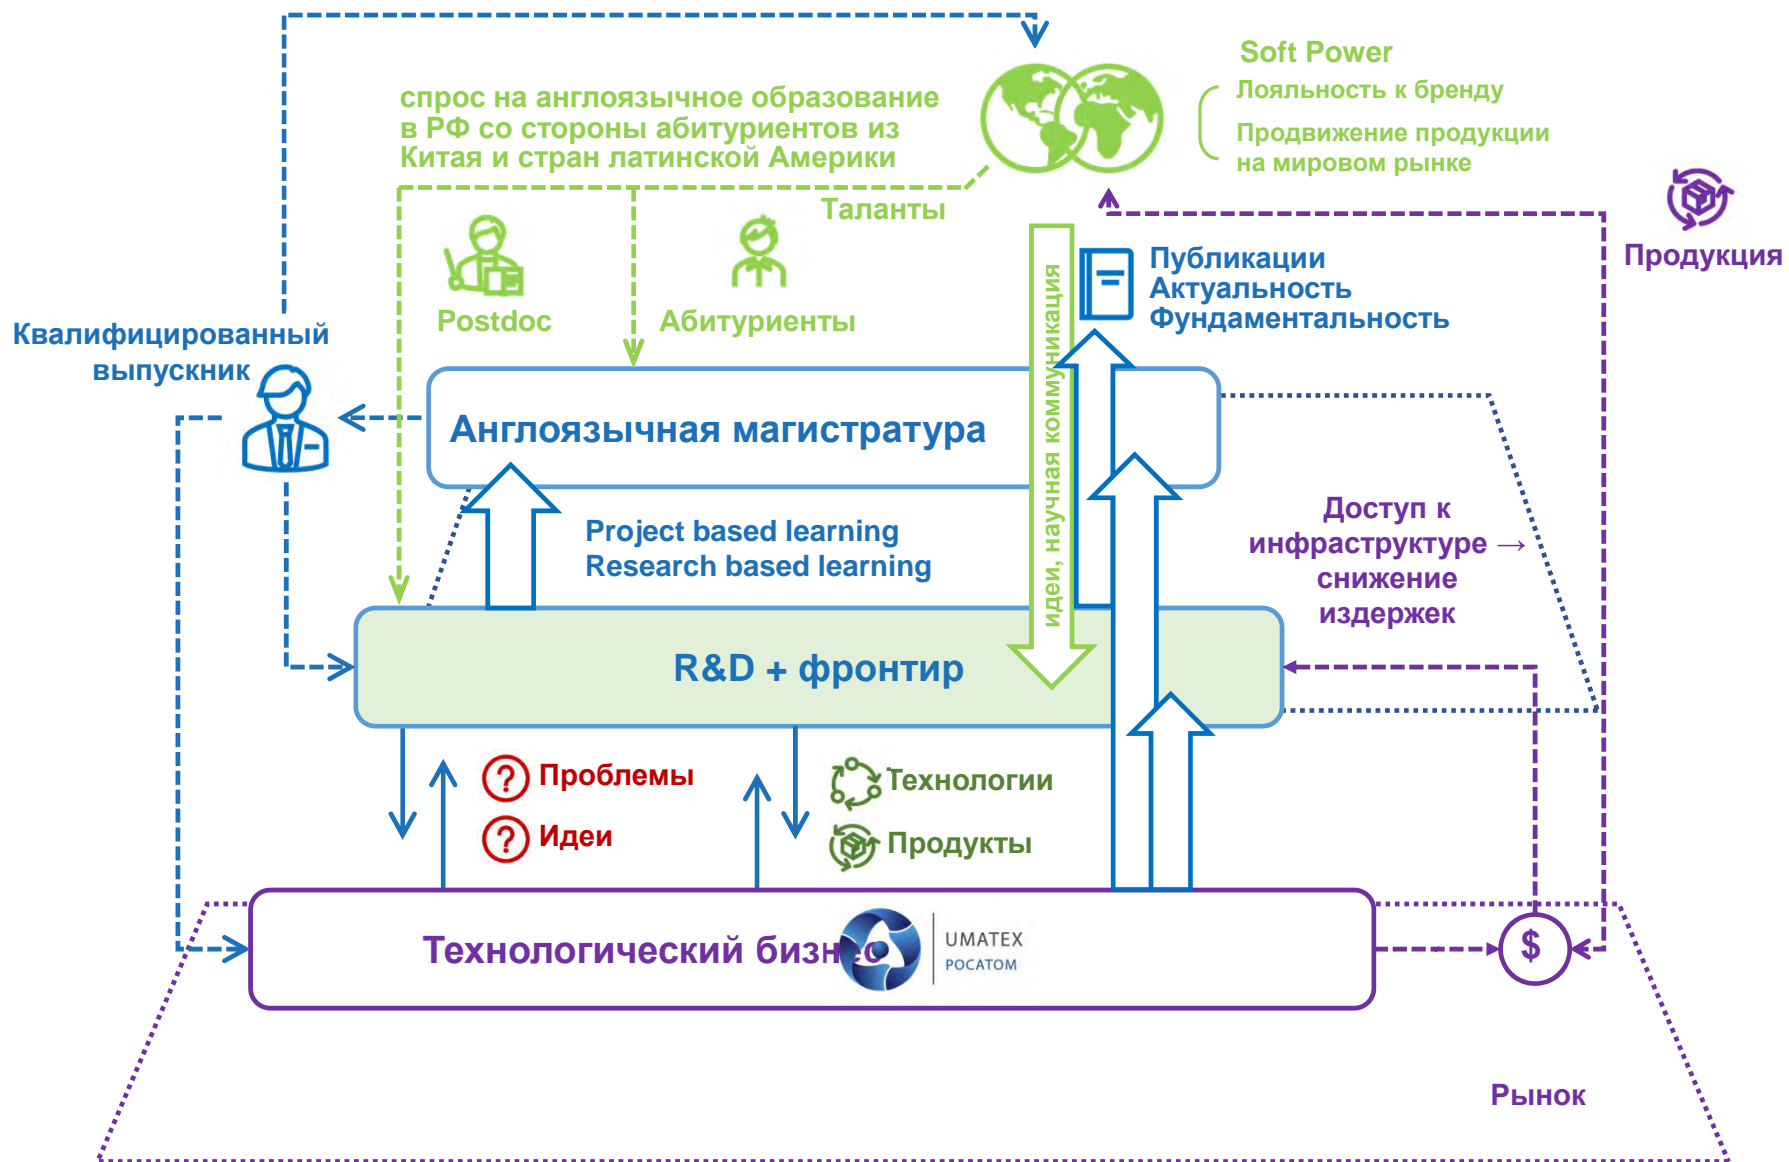 Soft Power
Лояльность к бренду
Продвижение продукции
на мировом рынке
спрос на англоязычное образование
в РФ со стороны абитуриентов из
Китая и стран латинской Америки
Таланты
Postdoc
Абитуриенты
Продукция
Публикации
Актуальность
Фундаментальность
идеи, научная коммуникация
Квалифицированный
выпускник
Англоязычная магистратура
Project based learning
Research based learning
Доступ к
инфраструктуре →
снижение
издержек
R&D + фронтир
? Проблемы
? Идеи
Технологии
Продукты
Технологический бизнес
UMATEX
РОСАТОМ
$
Рынок